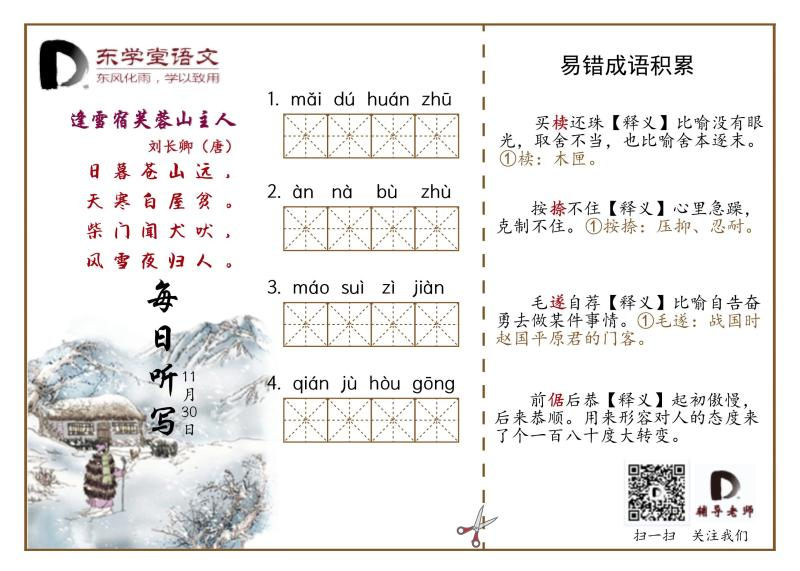 东学堂语文
东风化雨，学以致用
逢雪宿芙蓉山主人
刘长卿（唐）
日暮苍山远，
天寒白屋贫。
柴门闻犬吠，
风雪夜归人。
每日听写
11月30日
1. mǎi dú huán zhū
2. àn nà bù zhù
3. máo suì zì jiàn
4. qián jù hòu gōng
易错成语积累
买椟还珠【释义】比喻没有眼
光，取舍不当，也比喻舍本逐末。
①椟：木匣。
按捺不住【释义】心里急躁，
克制不住。①按捺：压抑、忍耐。
毛遂自荐【释义】比喻自告奋
勇去做某件事情。①毛遂：战国时
赵国平原君的门客。
前倨后恭【释义】起初傲慢，
后来恭顺。用来形容对人的态度来
了个一百八十度大转变。
辅导老师
扫一扫 关注我们